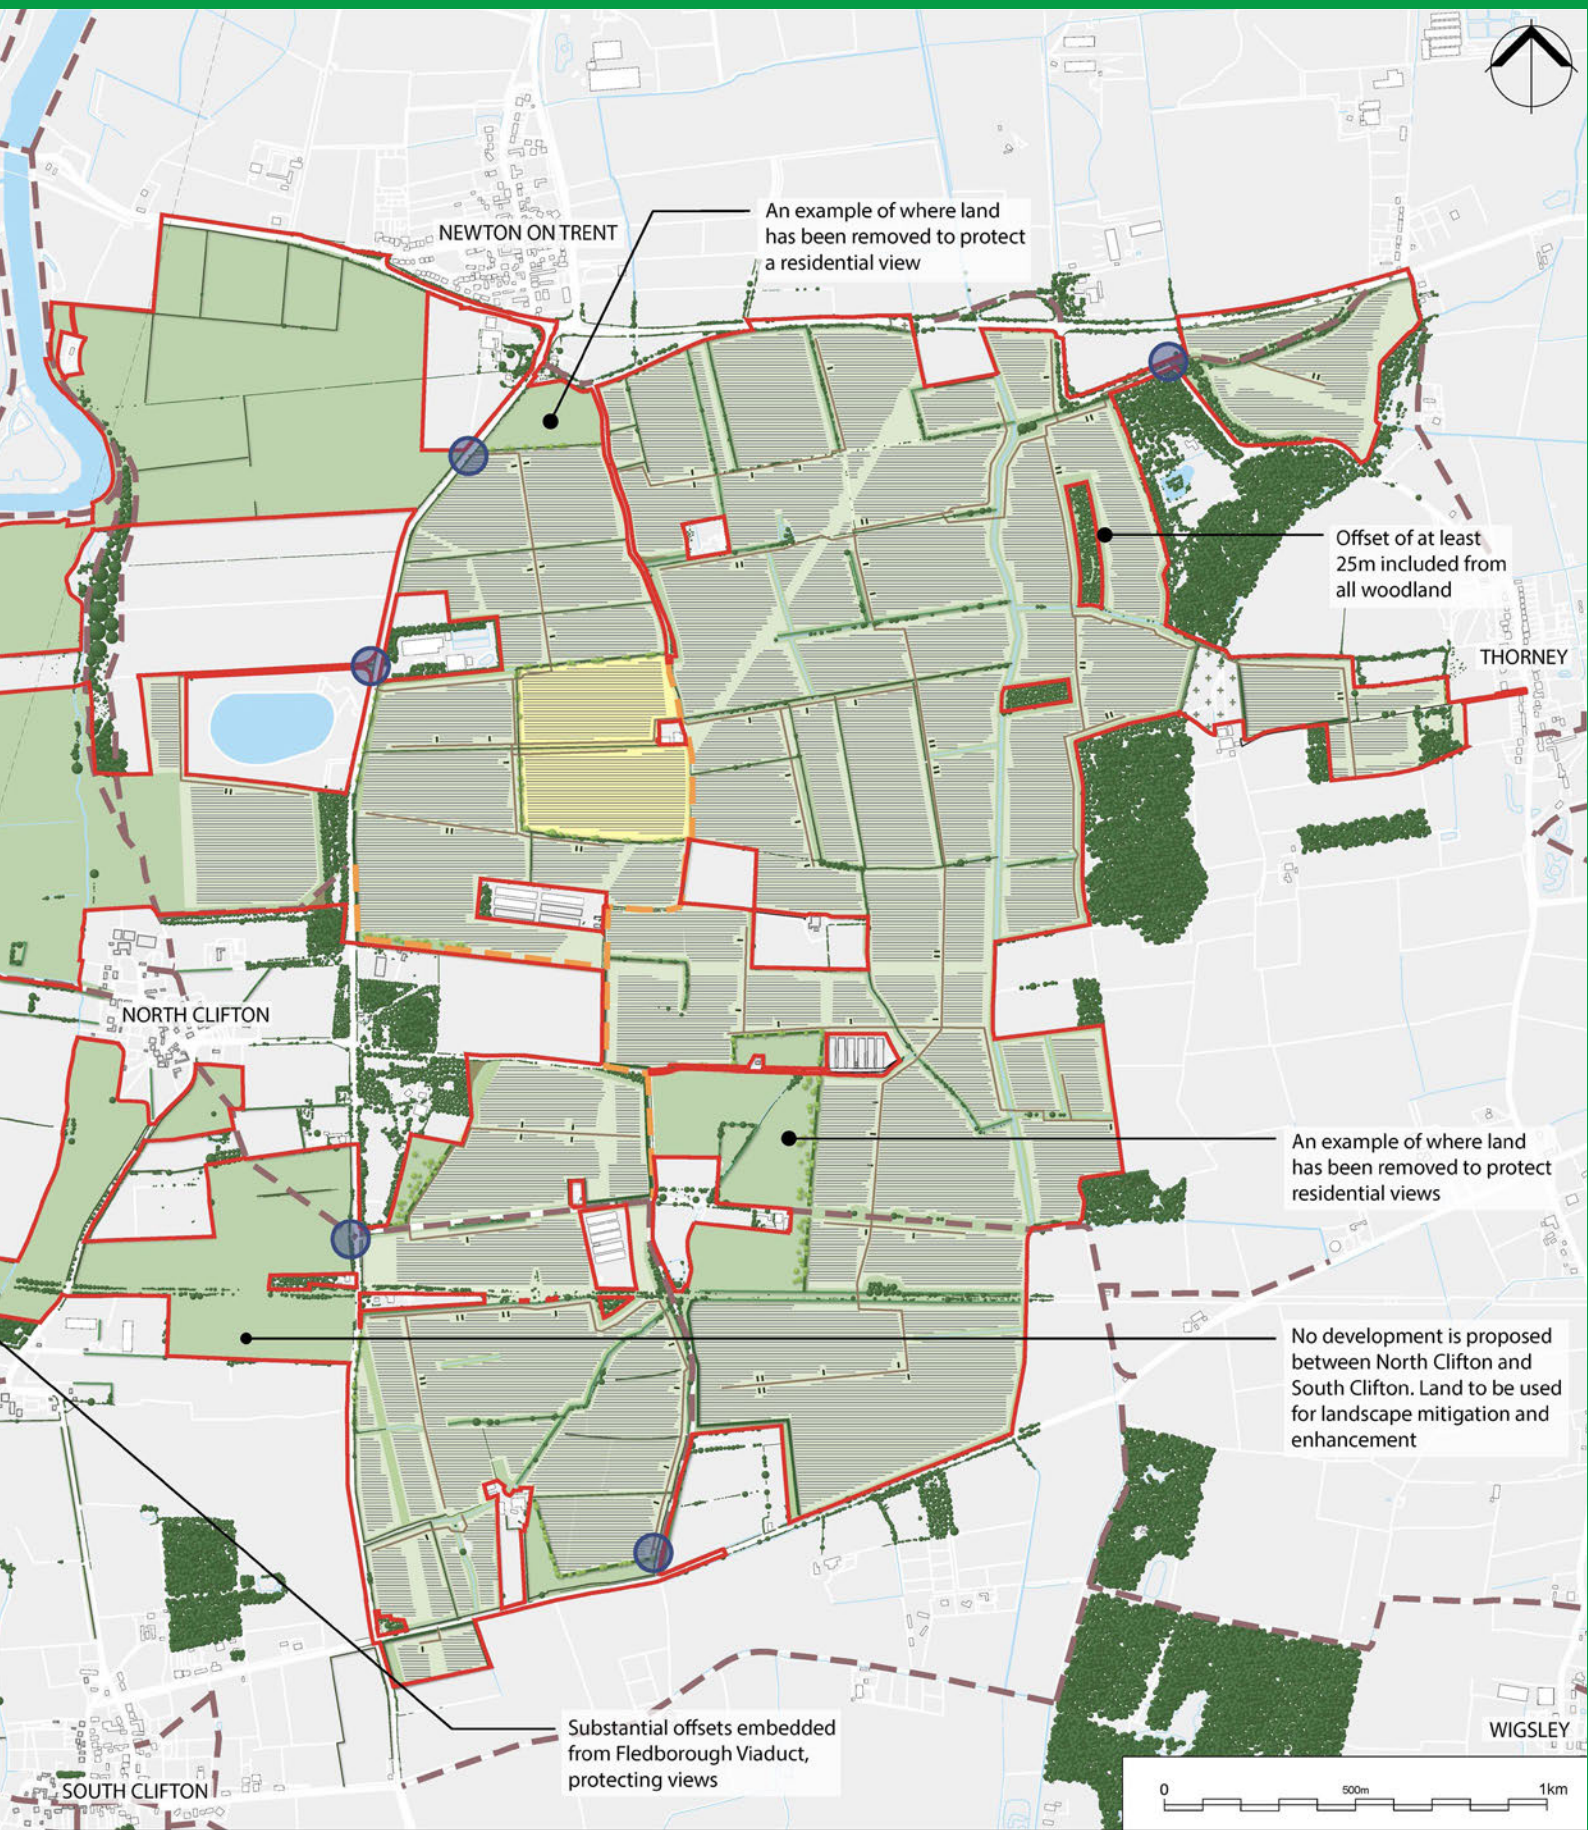 NEWTON ON TRENT
An example of where land
has been removed to protect
a residential view
Offset of at least
25m included from
all woodland
THORNEY
NORTH CLIFTON
An example of where land
has been removed to protect
residential views
No development is proposed
between North Clifton and
South Clifton. Land to be used
for landscape mitigation and
enhancement
Substantial offsets embedded
from Fledborough Viaduct,
protecting views
WIGSLEY
SOUTH CLIFTON
0 500m 1km